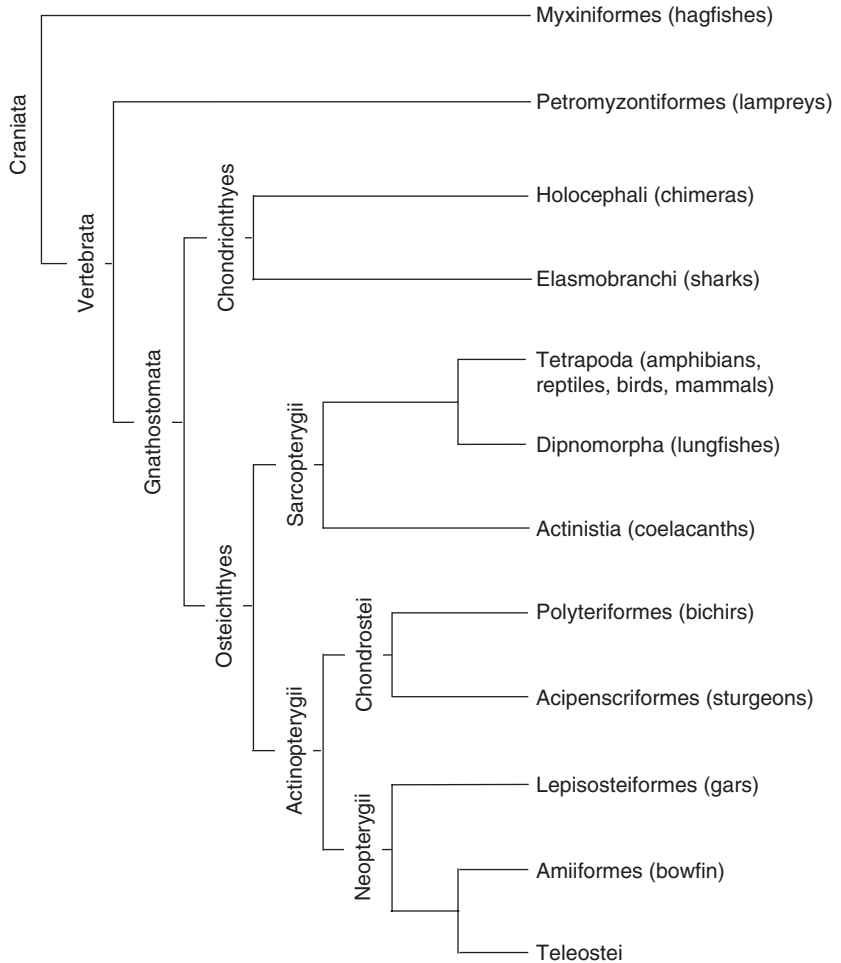 Myxiniformes (hagfishes)
Craniata
Petromyzontiformes (lampreys)
Vertebrata
Holocephali (chimeras)
Chondrichthyes
Elasmobranchi (sharks)
Gnathostomata
Tetrapoda (amphibians,
reptiles, birds, mammals)
Sarcopterygii
Dipnomorpha (lungfishes)
Actinistia (coelacanths)
Osteichthyes
Polyteriformes (bichirs)
Chondrostei
Acipenscriformes (sturgeons)
Actinopterygii
Lepisosteiformes (gars)
Neopterygii
Amiiformes (bowfin)
Teleostei